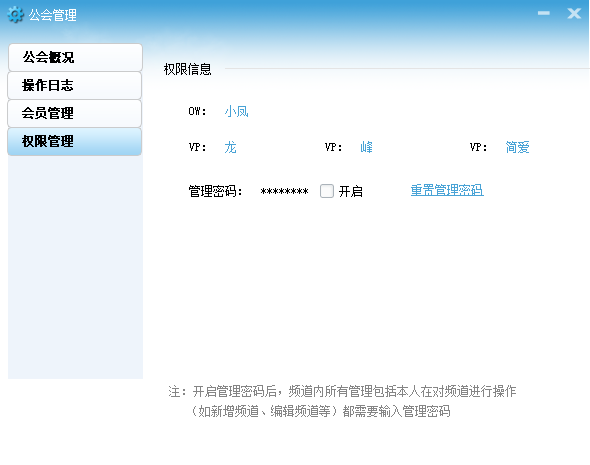 公会管理
公会概况
操作日志
会员管理
权限管理
权限信息
OW： 小凤
VP： 龙 VP： 峰 VP： 简爱
管理密码： ******** 开启 重置管理密码
注：开启管理密码后，频道内所有管理包括本人在对频道进行操作
（如新增频道、编辑频道等）都需要输入管理密码